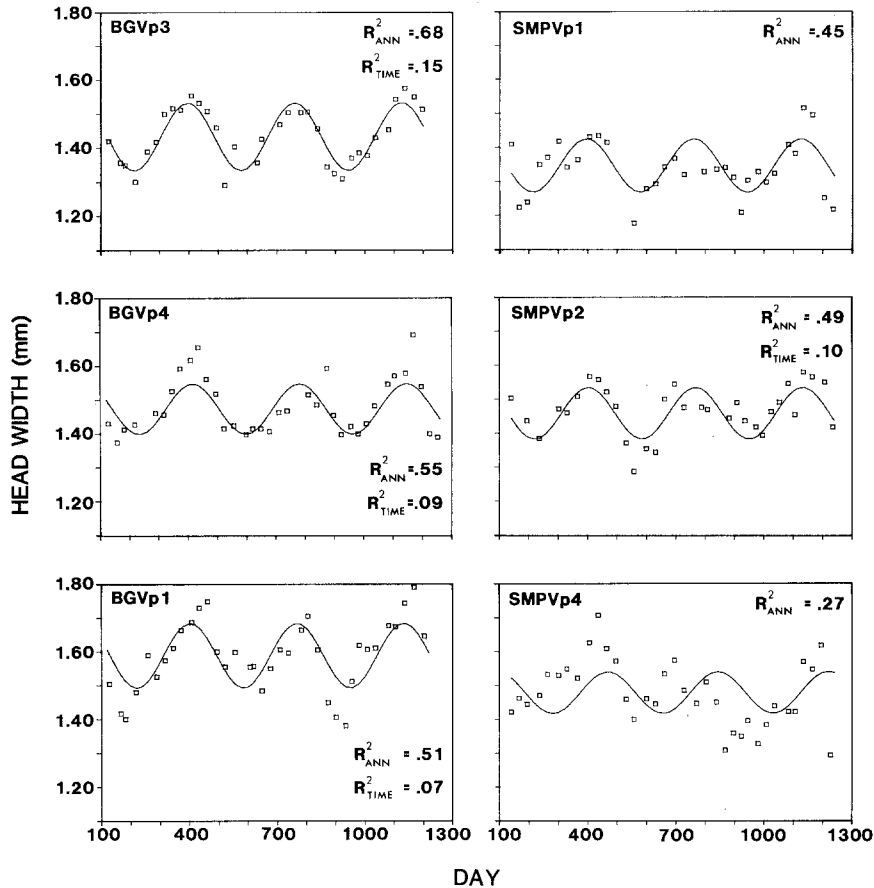 BGVp3
R²ANN = .68
R²TIME = .15
1.80
1.60
1.40
1.20
SMPVp1
R²ANN = .45
BGVp4
R²ANN = .55
R²TIME = .09
1.80
1.60
1.40
1.20
SMPVp2
R²ANN = .49
R²TIME = .10
BGVp1
R²ANN = .51
R²TIME = .07
1.80
1.60
1.40
1.20
SMPVp4
R²ANN = .27
HEAD WIDTH (mm)
100 400 700 1000 1300
100 400 700 1000 1300
DAY